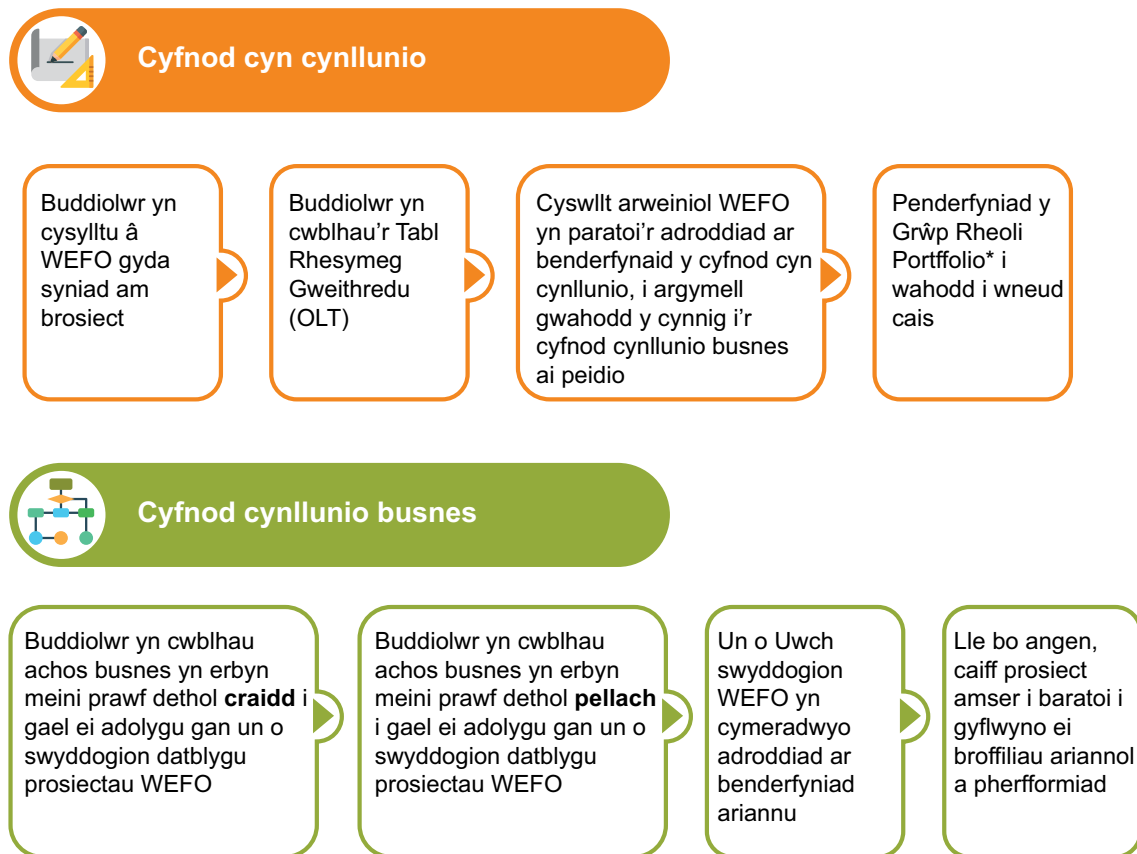 Cyfnod cyn cynllunio
Buddiolwr yn
cysylltu â
WEFO gyda
syniad am
brosiect
Buddiolwr yn
cwblhau'r Tabl
Rhesymeg
Gweithredu
(OLT)
Cyswllt arweiniol WEFO
yn paratoi'r adroddiad ar
benderfynaid y cyfnod cyn
cynllunio, i argymell
gwahodd y cynnig i'r
cyfnod cynllunio busnes
ai peidio
Penderfyniad y
Grŵp Rheoli
Portffolio* i
wahodd i wneud
cais
Cyfnod cynllunio busnes
Buddiolwr yn cwblhau
achos busnes yn erbyn
meini prawf dethol craidd i
gael ei adolygu gan un o
swyddogion datblygu
prosiectau WEFO
Buddiolwr yn cwblhau
achos busnes yn erbyn
meini prawf dethol pellach
i gael ei adolygu gan un o
swyddogion datblygu
prosiectau WEFO
Un o Uwch
swyddogion
WEFO yn
cymeradwyo
adroddiad ar
benderfyniad
ariannu
Lle bo angen,
caiff prosiect
amser i baratoi i
gyflwyno ei
broffiliau ariannol
a pherfformiad